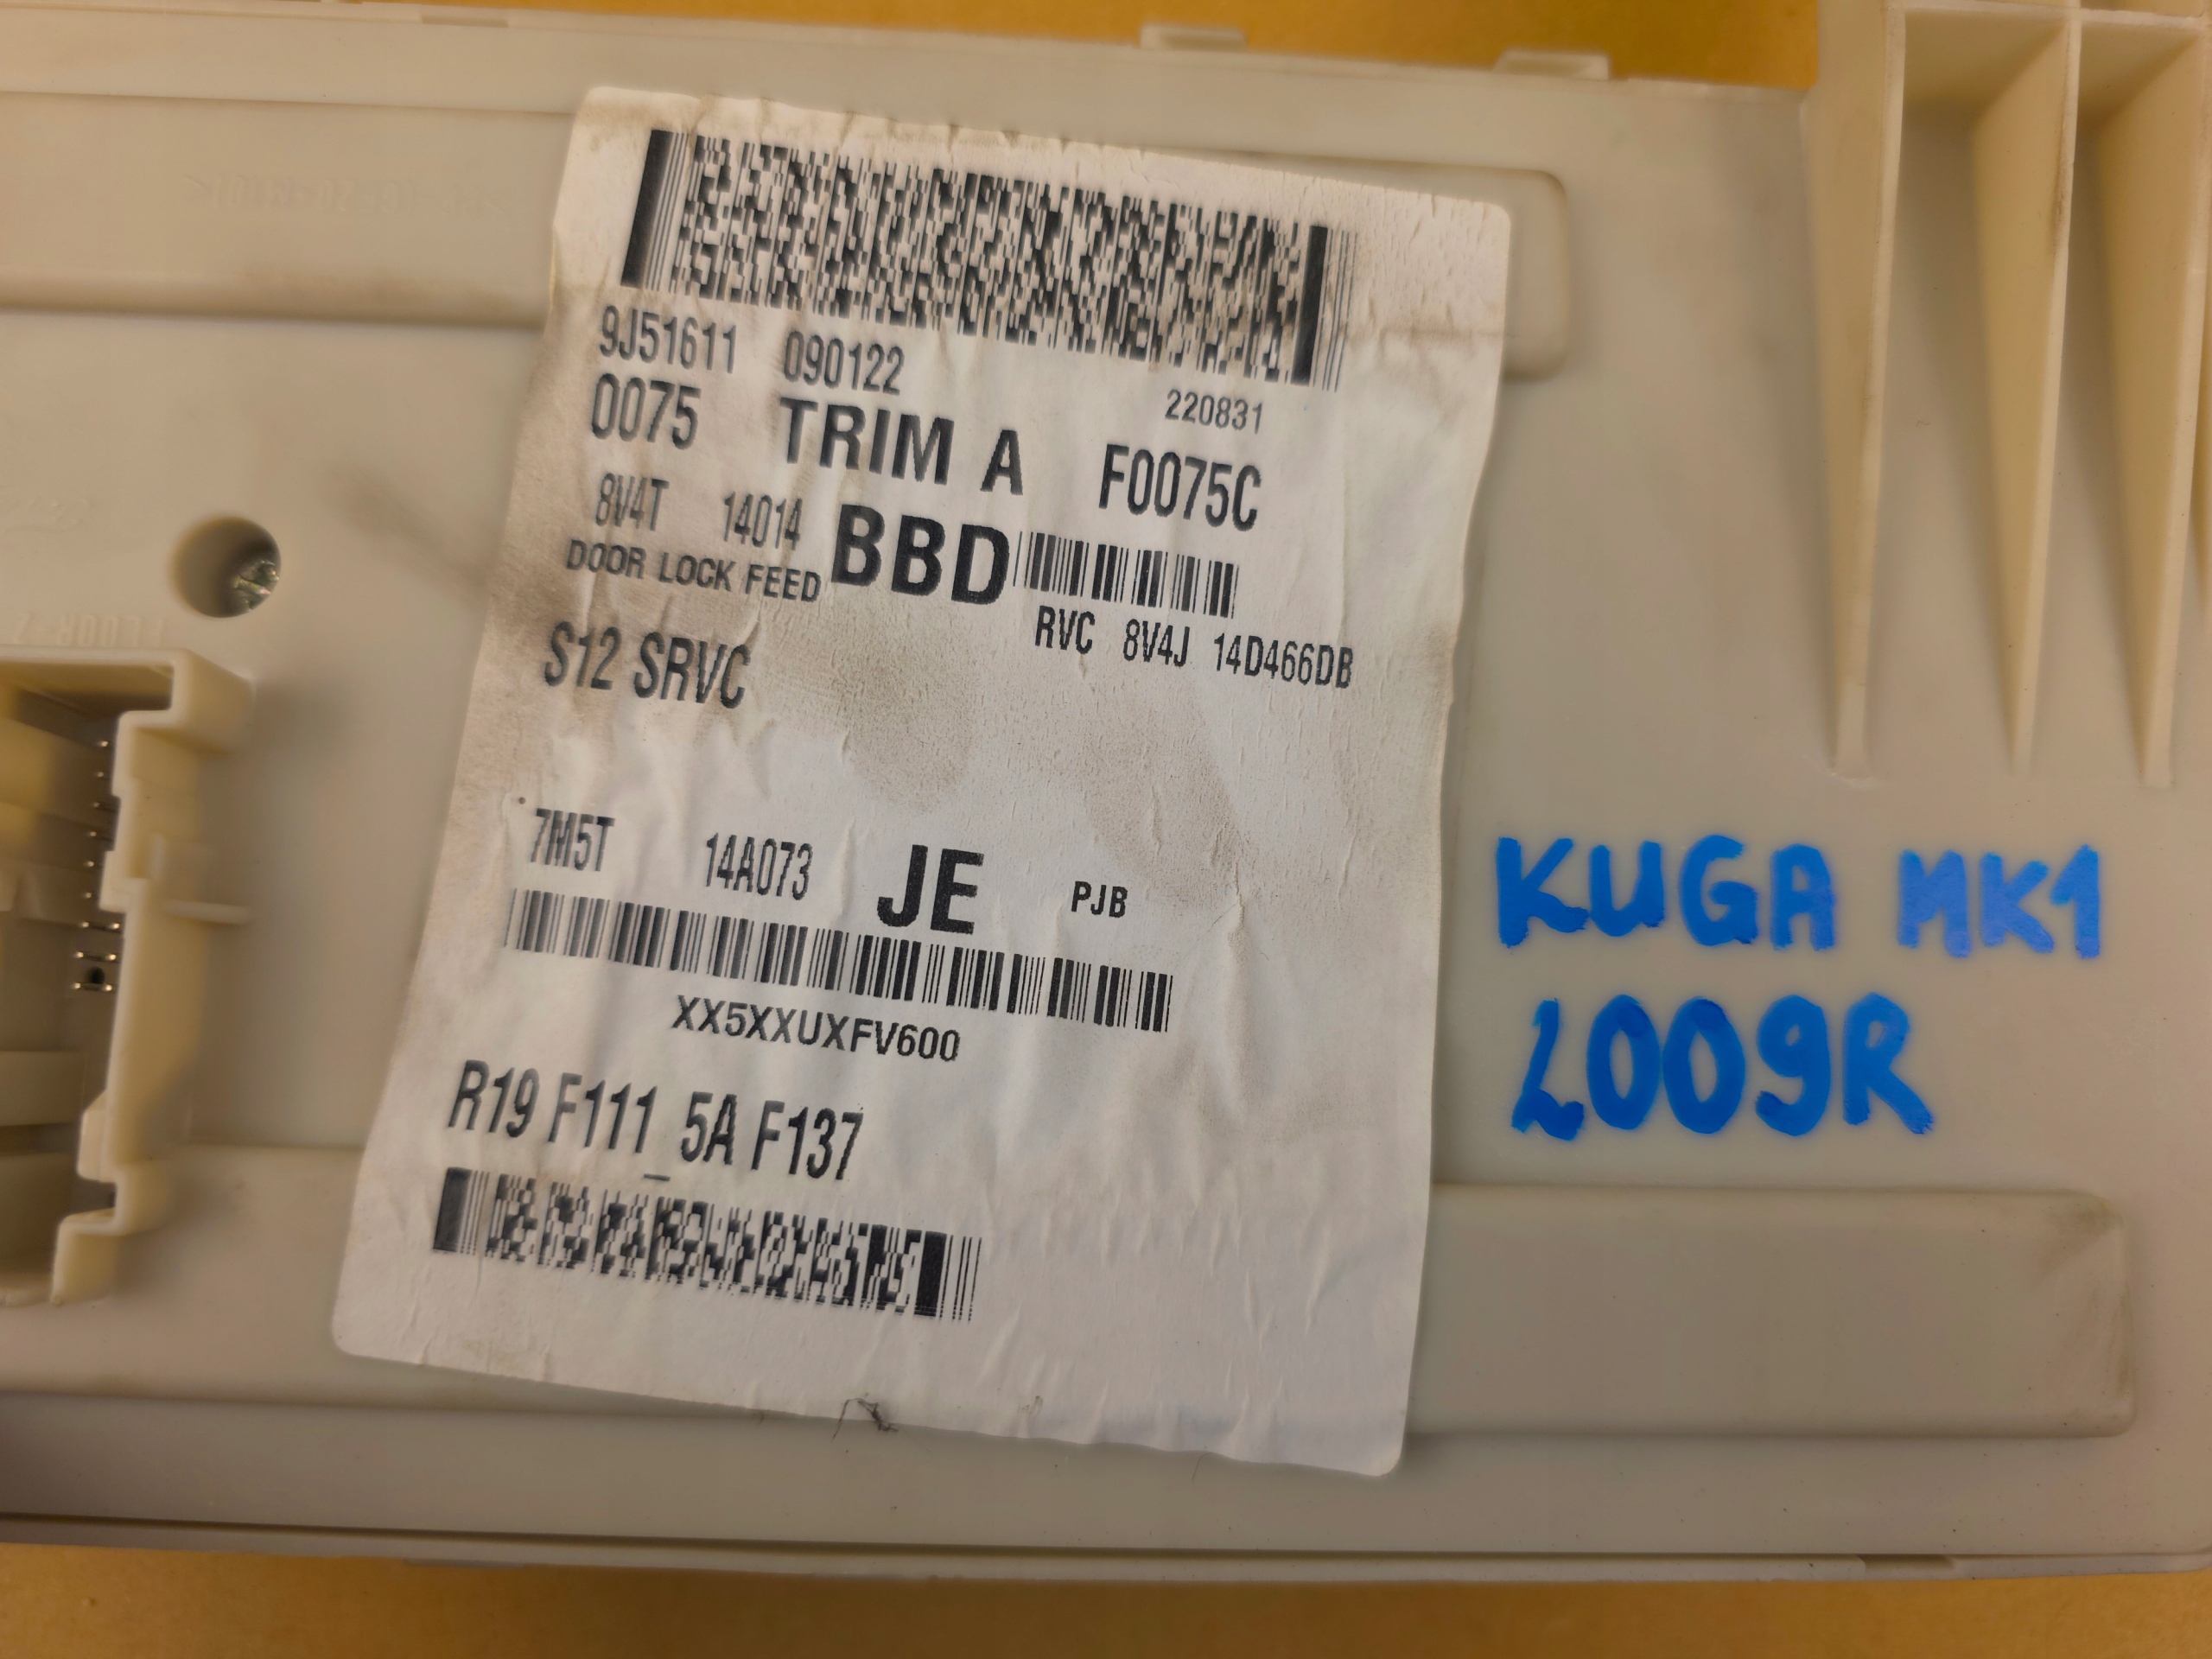 9J51611 090122
220831
0075 TRIM A F0075C
8V4T 14014 BBD
DOOR LOCK FEED
RVC 8V4J 14D466DB
S12 SRVC
7M5T 14A073 JE PJB
XX5XXUXFV600
R19 F111_5A F137
KUGA MK1
2009R